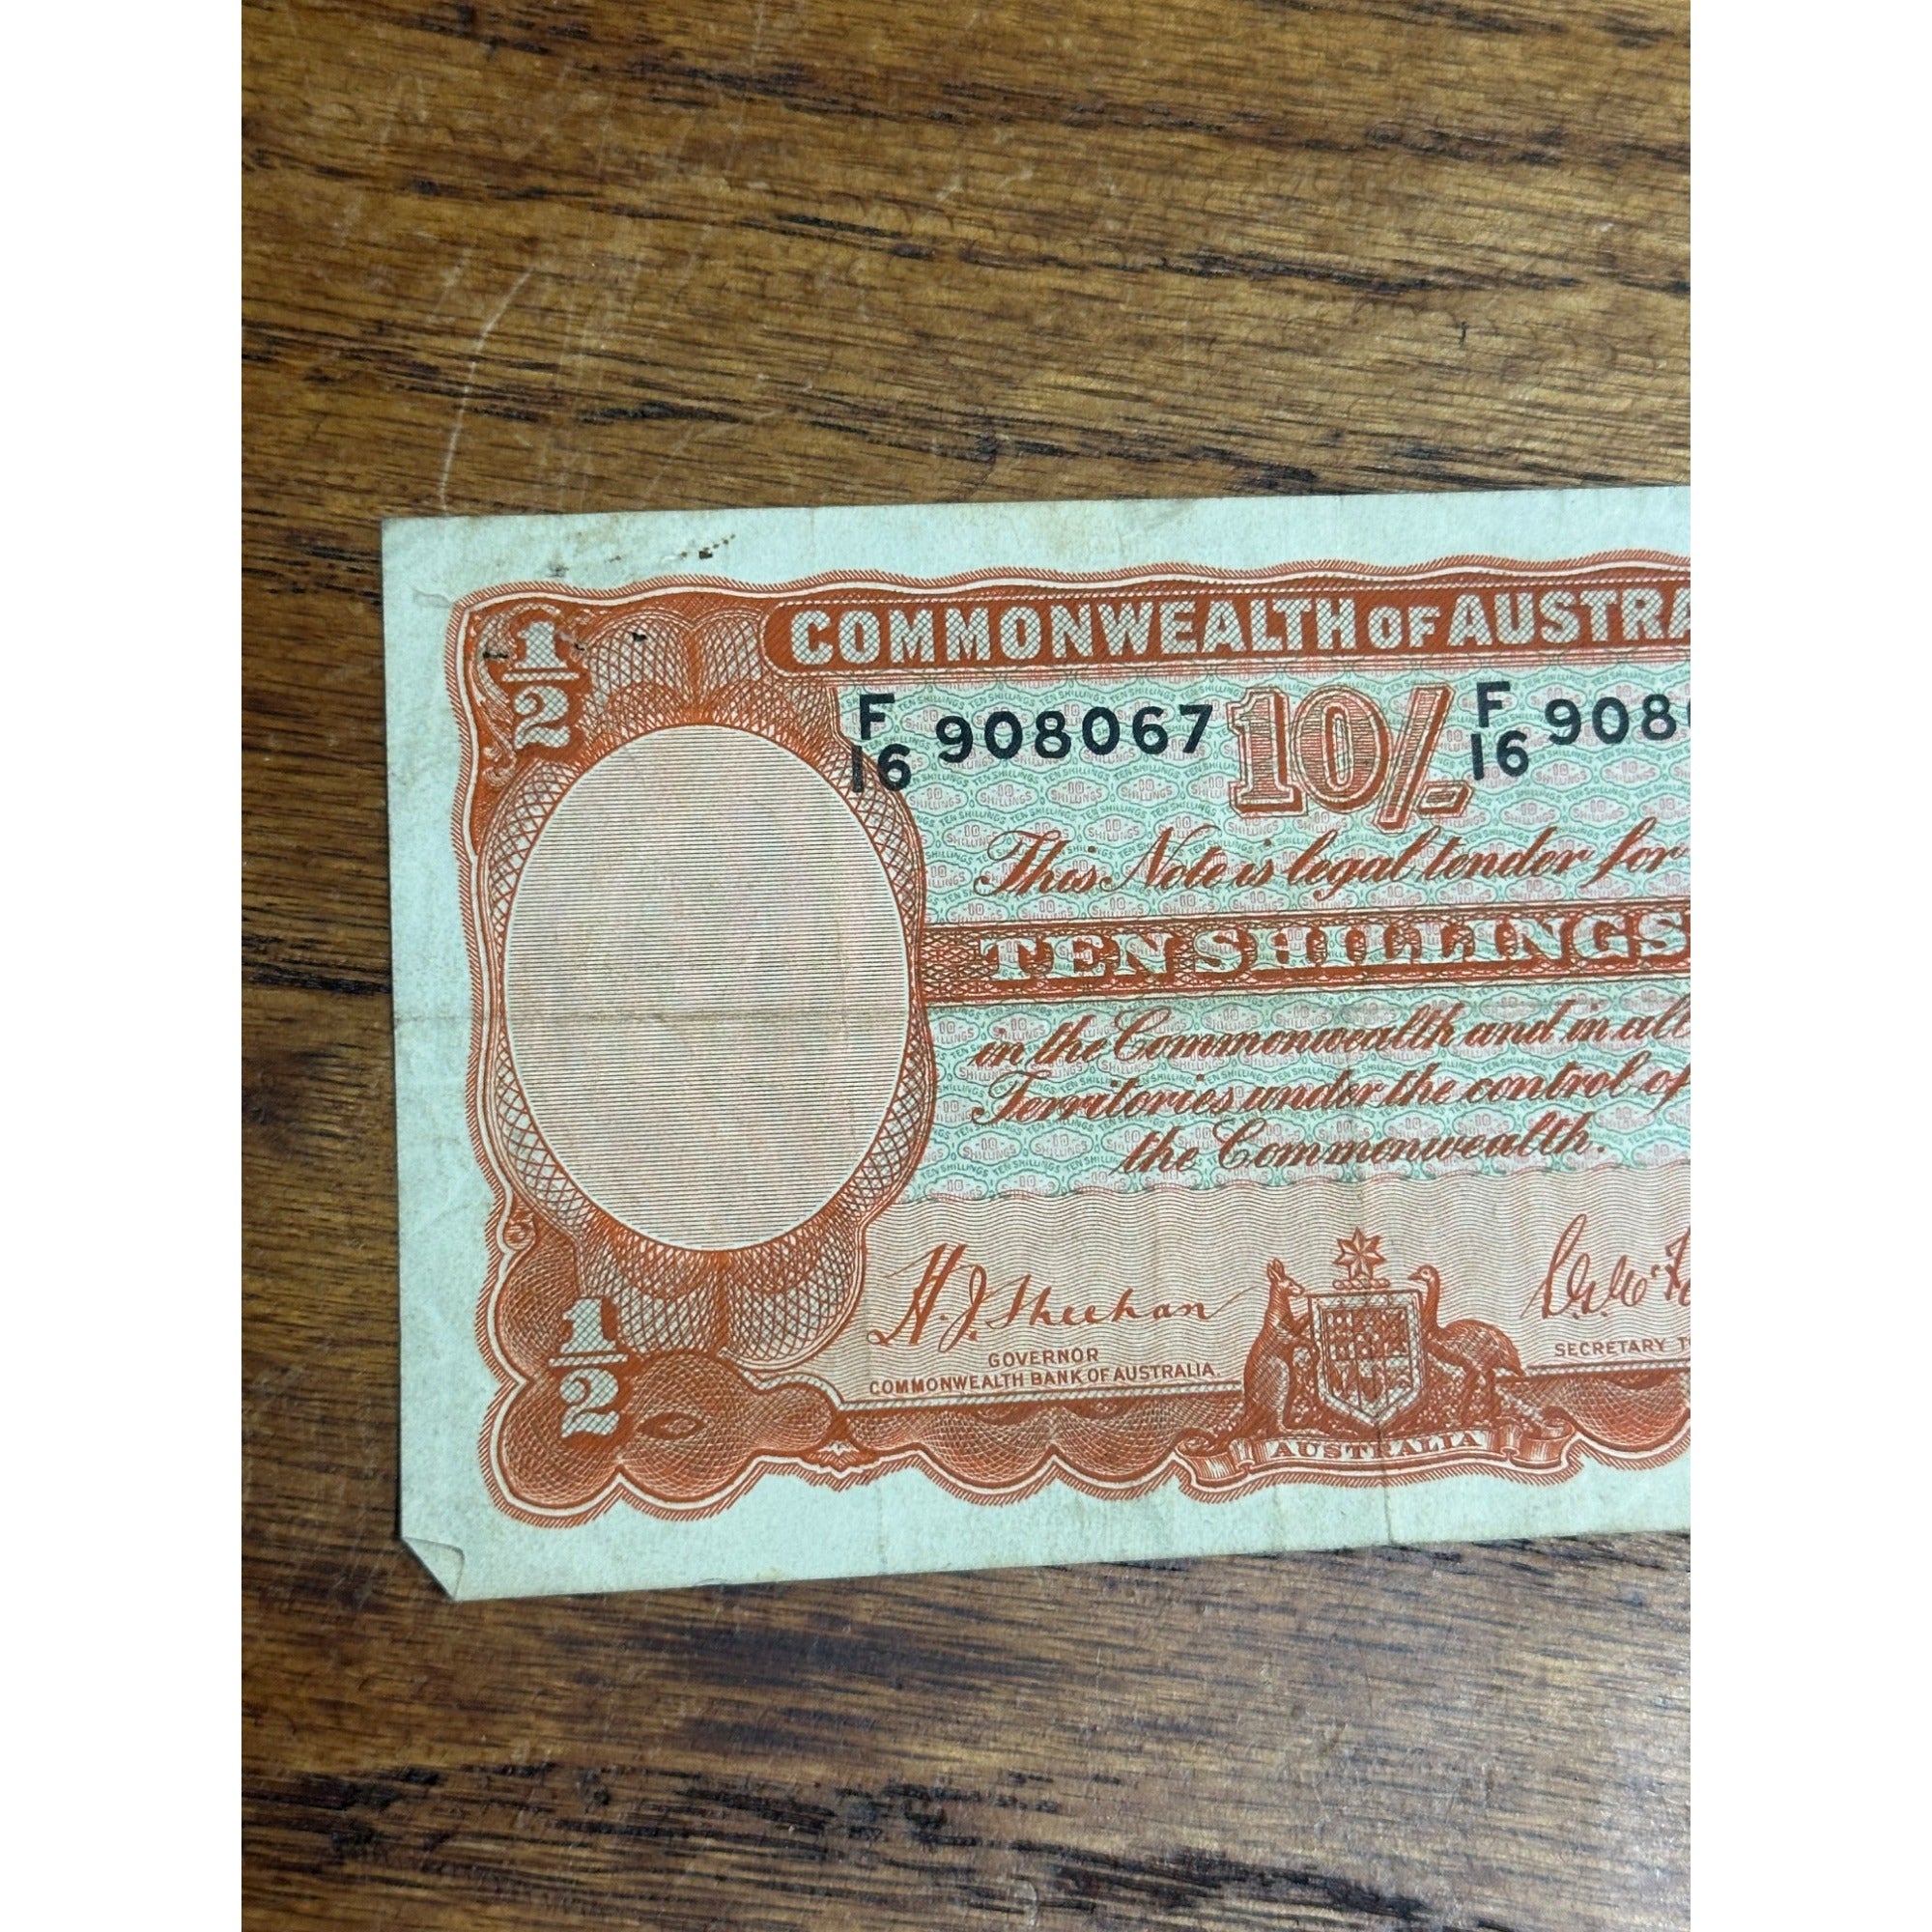 1/2
COMMONWEALTH OF AUSTRA
F/16 908067 10/- F/16 908
This Note is legal tender for
TEN SHILLINGS
in the Commonwealth and in all
Territories under the control of
the Commonwealth.
H. J. Sheehan
GOVERNOR
COMMONWEALTH BANK OF AUSTRALIA
SECRETARY
1/2
AUSTRALIA